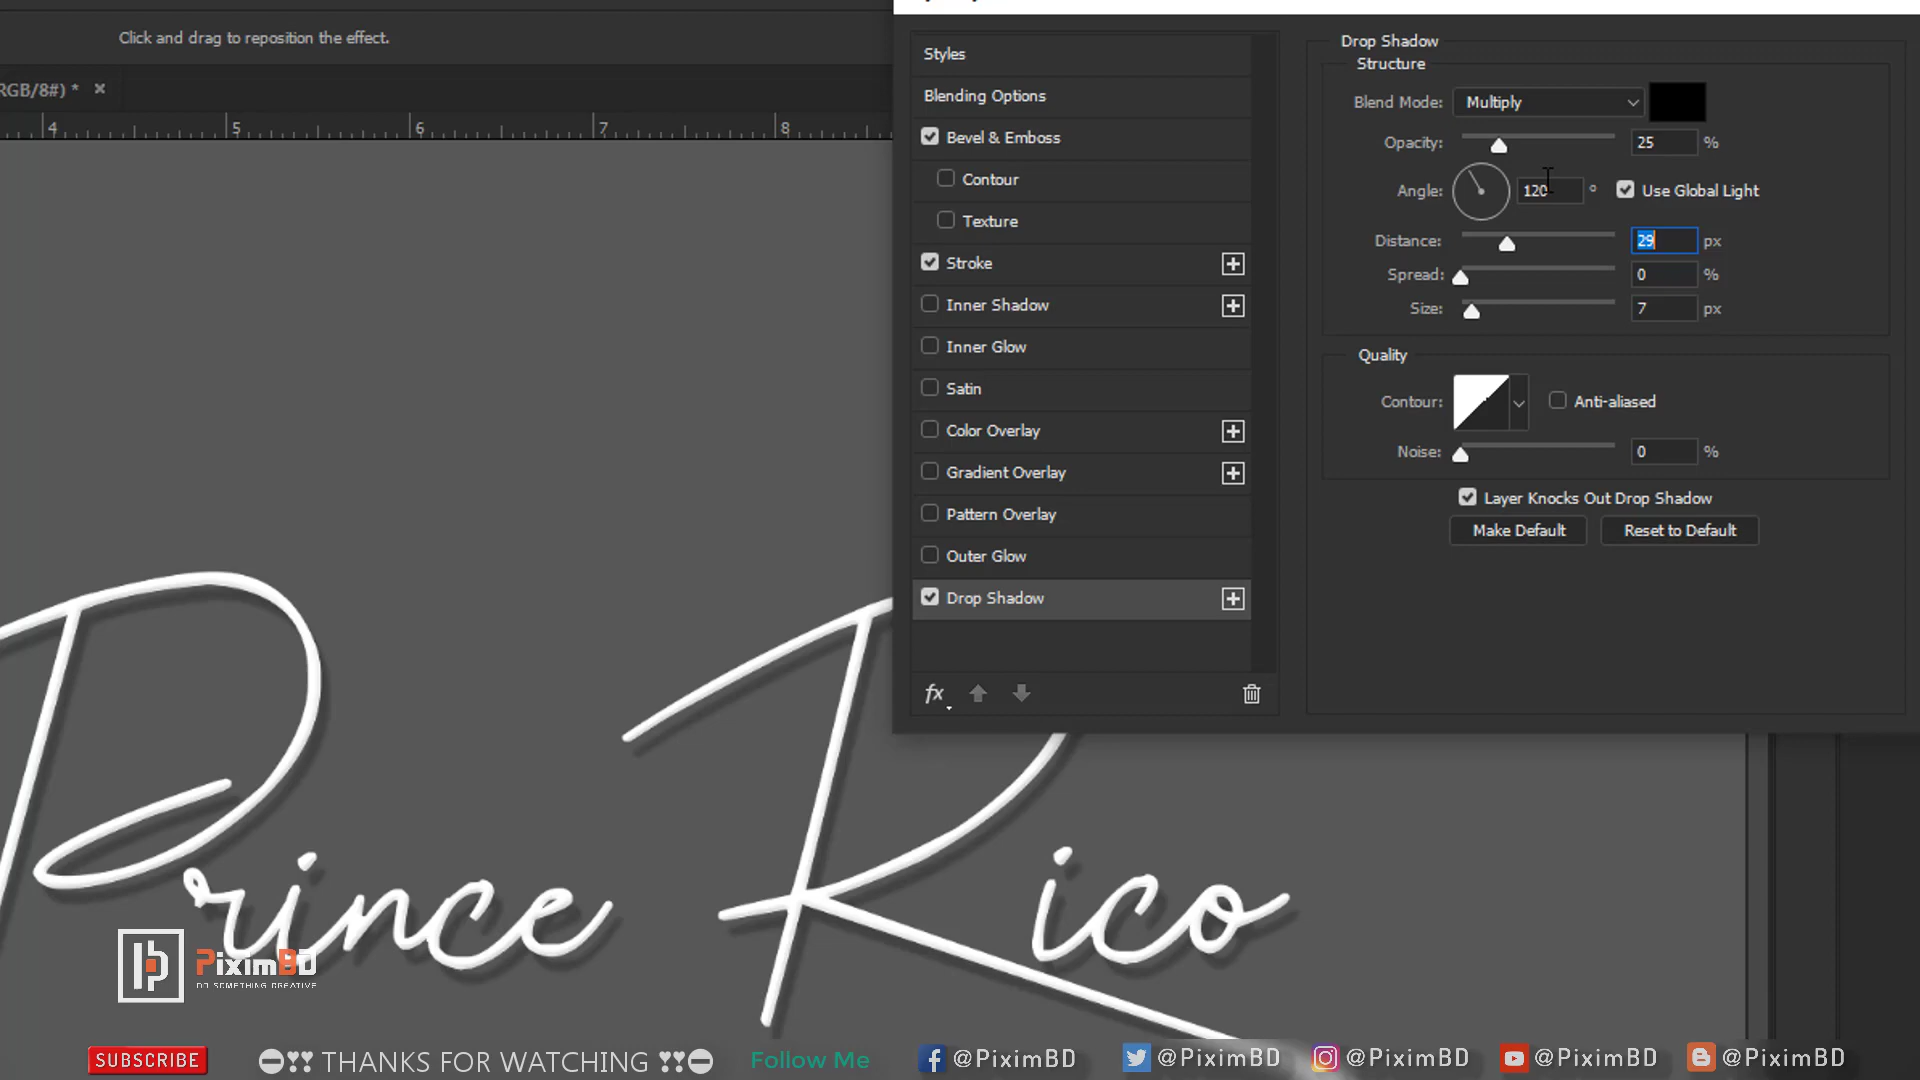 Click and drag to reposition the effect.
RGB/8#) * ×
4 5 6 7 8
Styles
Blending Options
Bevel & Emboss
Contour
Texture
Stroke
Inner Shadow
Inner Glow
Satin
Color Overlay
Gradient Overlay
Pattern Overlay
Outer Glow
Drop Shadow
fx
Drop Shadow
Structure
Blend Mode: Multiply
Opacity: 25 %
Angle: 120 ° Use Global Light
Distance: 29 px
Spread: 0 %
Size: 7 px
Quality
Contour: Anti-aliased
Noise: 0 %
Layer Knocks Out Drop Shadow
Make Default Reset to Default
Prince Rico
PiximBD
DO SOMETHING CREATIVE
SUBSCRIBE THANKS FOR WATCHING Follow Me @PiximBD @PiximBD @PiximBD @PiximBD @PiximBD